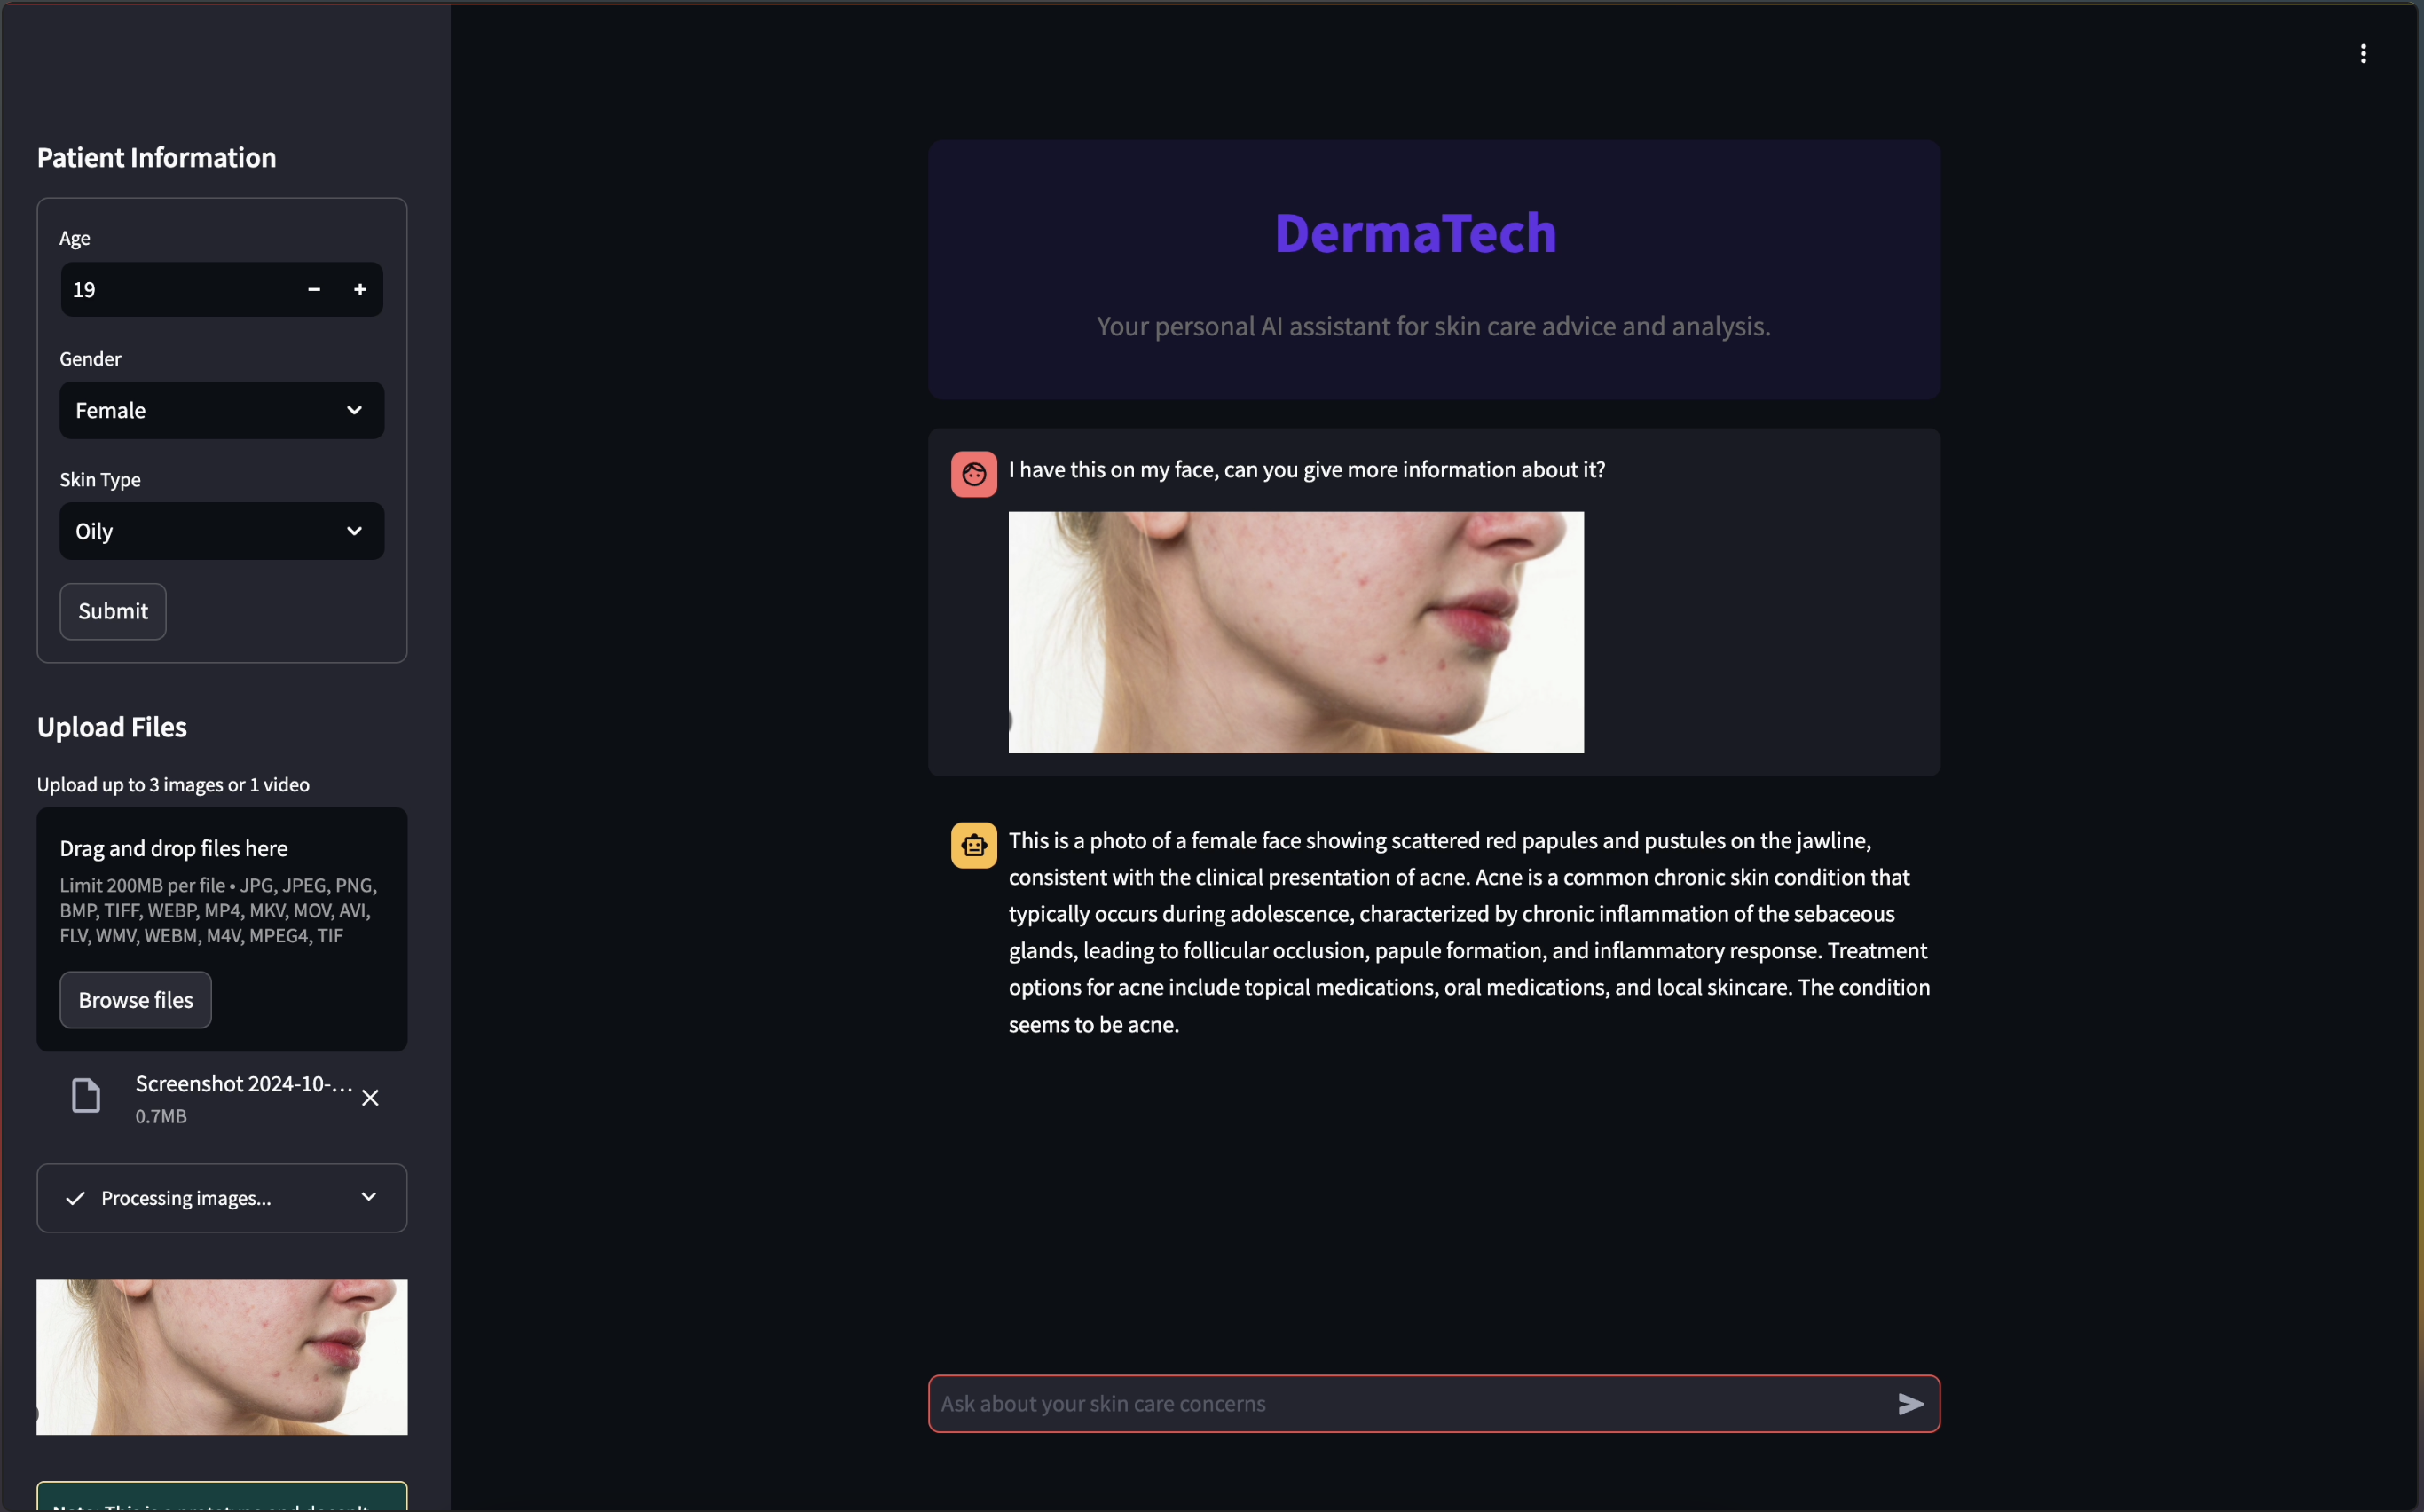 Patient Information
Age
19
Gender
Female
Skin Type
Oily
Submit
Upload Files
Upload up to 3 images or 1 video
Drag and drop files here
Limit 200MB per file • JPG, JPEG, PNG,
BMP, TIFF, WEBP, MP4, MKV, MOV, AVI,
FLV, WMV, WEBM, M4V, MPEG4, TIF
Browse files
Screenshot 2024-10-...
0.7MB
Processing images...
Note: This is a prototype and doesn't
DermaTech
Your personal AI assistant for skin care advice and analysis.
I have this on my face, can you give more information about it?
This is a photo of a female face showing scattered red papules and pustules on the jawline,
consistent with the clinical presentation of acne. Acne is a common chronic skin condition that
typically occurs during adolescence, characterized by chronic inflammation of the sebaceous
glands, leading to follicular occlusion, papule formation, and inflammatory response. Treatment
options for acne include topical medications, oral medications, and local skincare. The condition
seems to be acne.
Ask about your skin care concerns